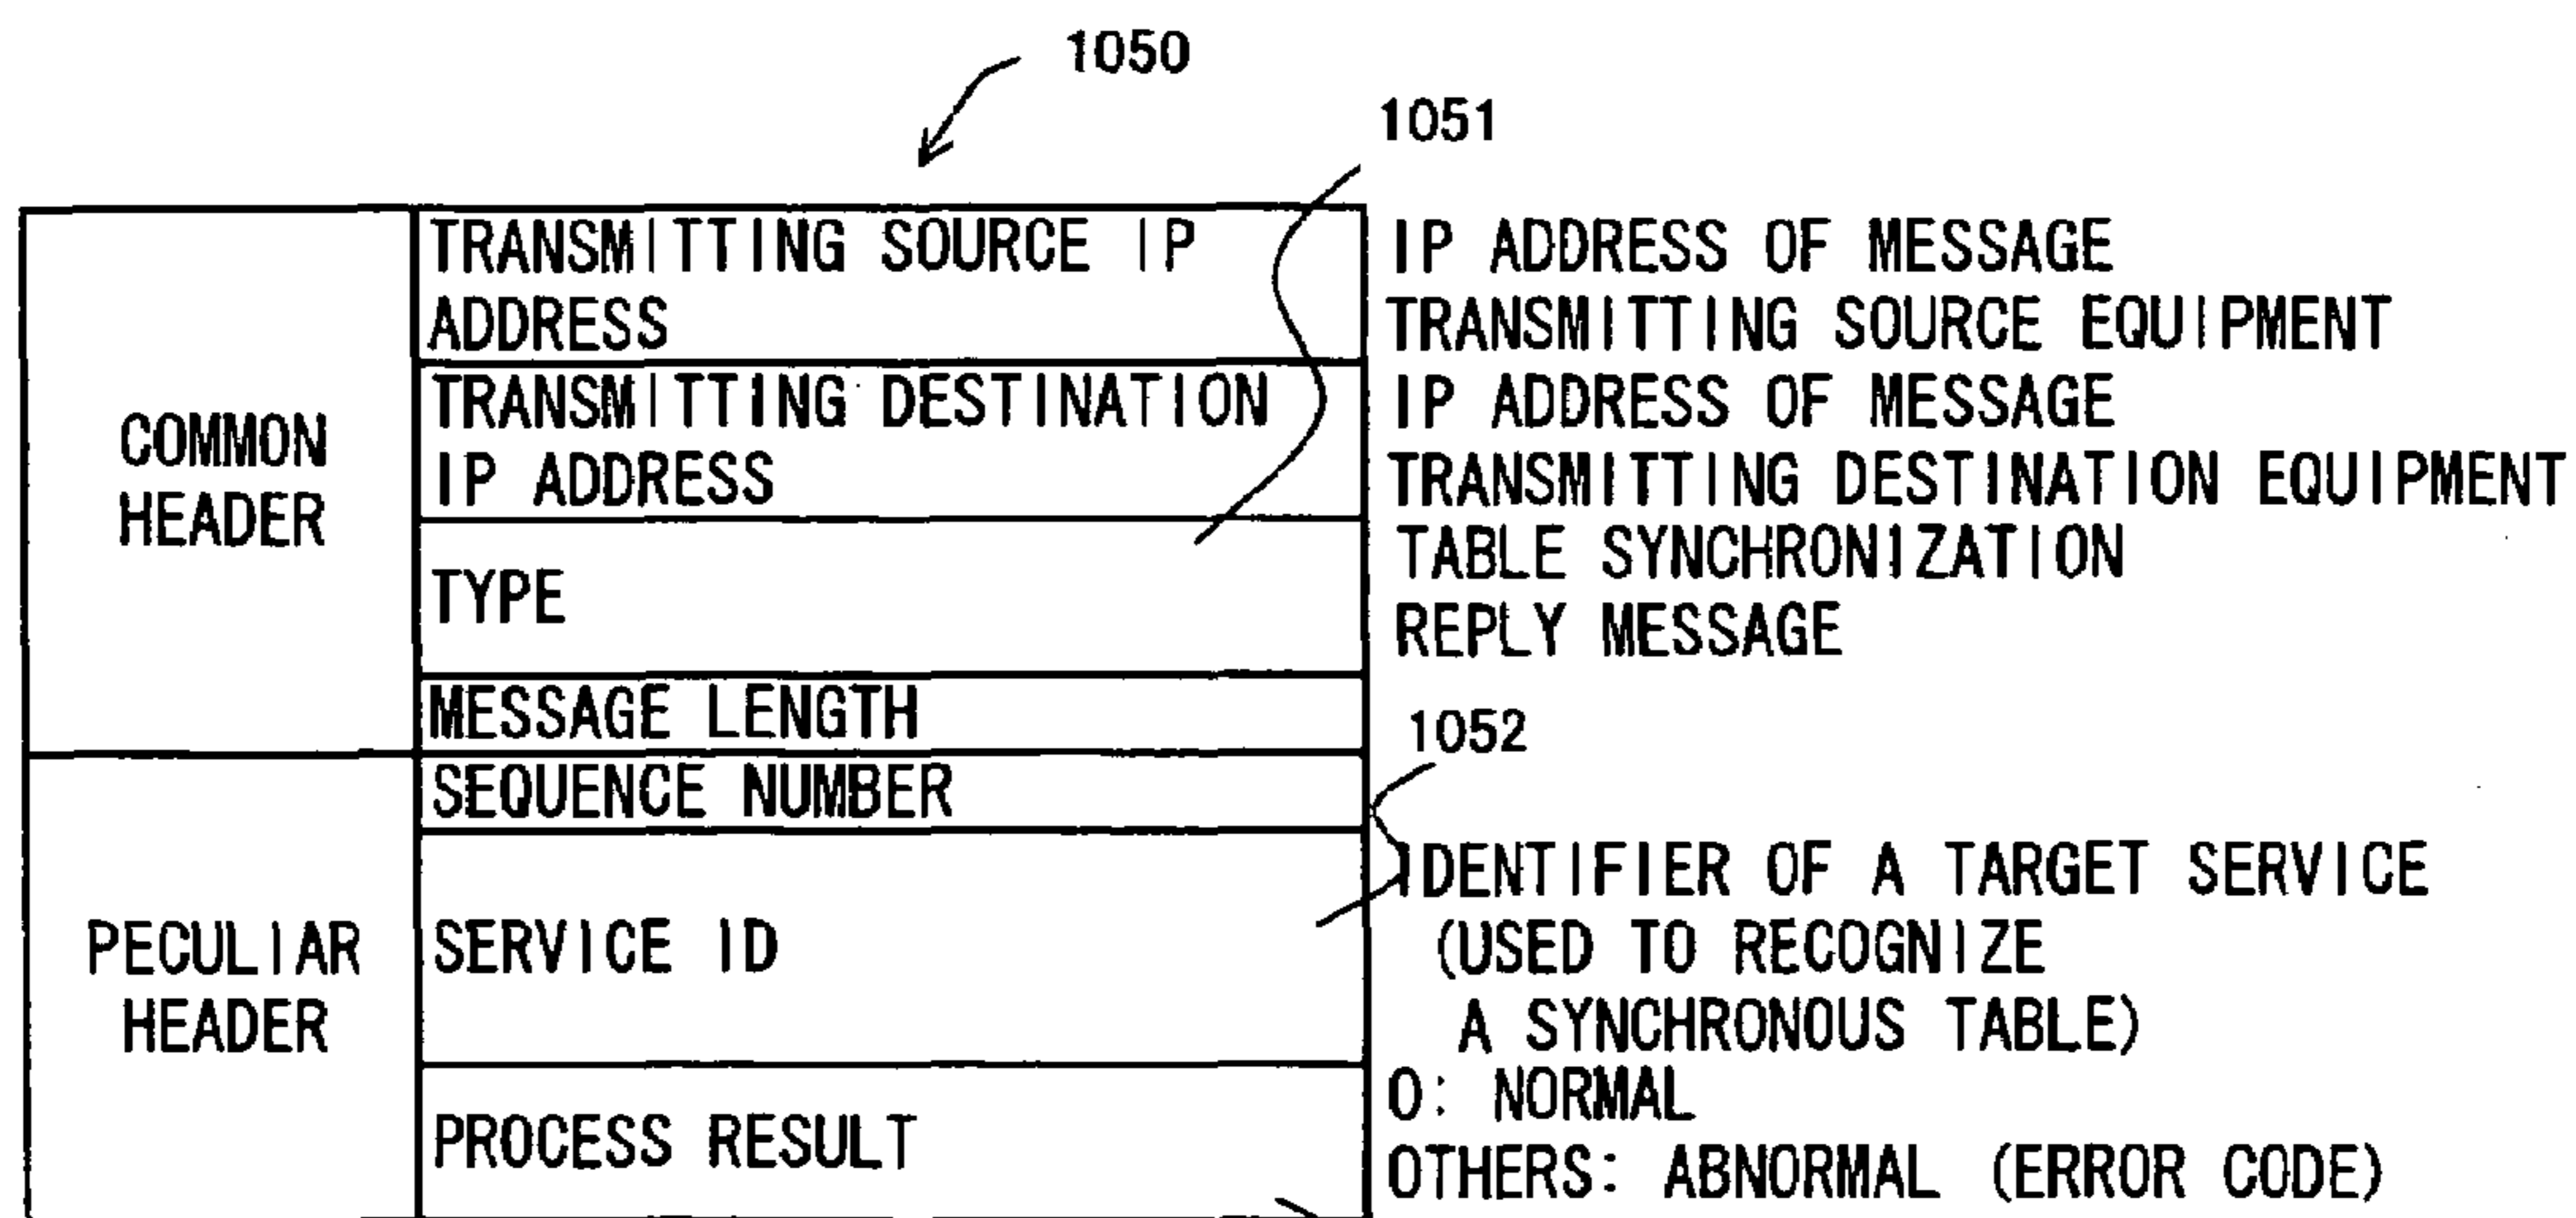 1050
1051
TRANSMITTING SOURCE IP
ADDRESS
IP ADDRESS OF MESSAGE
TRANSMITTING SOURCE EQUIPMENT
COMMON
HEADER
TRANSMITTING DESTINATION
IP ADDRESS
IP ADDRESS OF MESSAGE
TRANSMITTING DESTINATION EQUIPMENT
TYPE
TABLE SYNCHRONIZATION
REPLY MESSAGE
MESSAGE LENGTH
1052
SEQUENCE NUMBER
PECULIAR
HEADER
SERVICE ID
IDENTIFIER OF A TARGET SERVICE
(USED TO RECOGNIZE
A SYNCHRONOUS TABLE)
PROCESS RESULT
0: NORMAL
OTHERS: ABNORMAL (ERROR CODE)